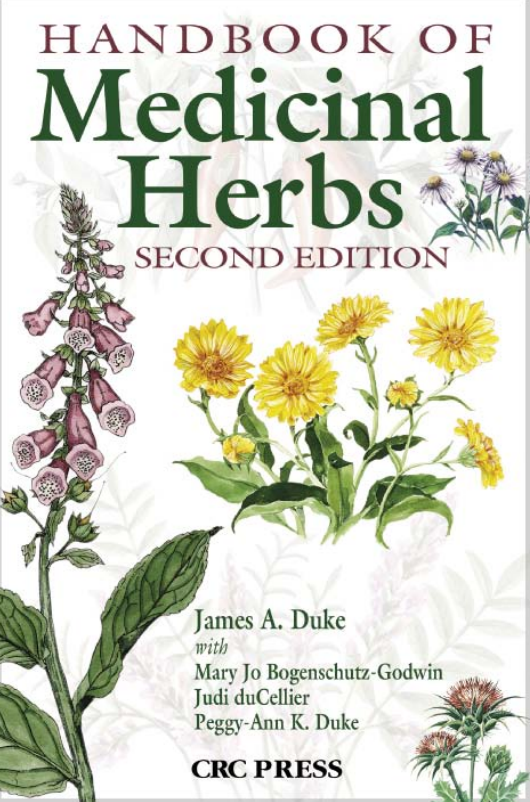 HANDBOOK OF
Medicinal
Herbs
SECOND EDITION
James A. Duke
with
Mary Jo Bogenschutz-Godwin
Judi duCellier
Peggy-Ann K. Duke
CRC PRESS